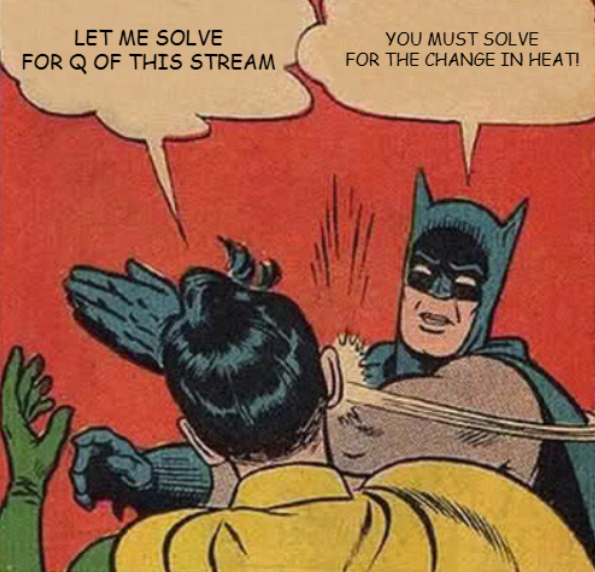 LET ME SOLVE
FOR Q OF THIS STREAM
YOU MUST SOLVE
FOR THE CHANGE IN HEAT!